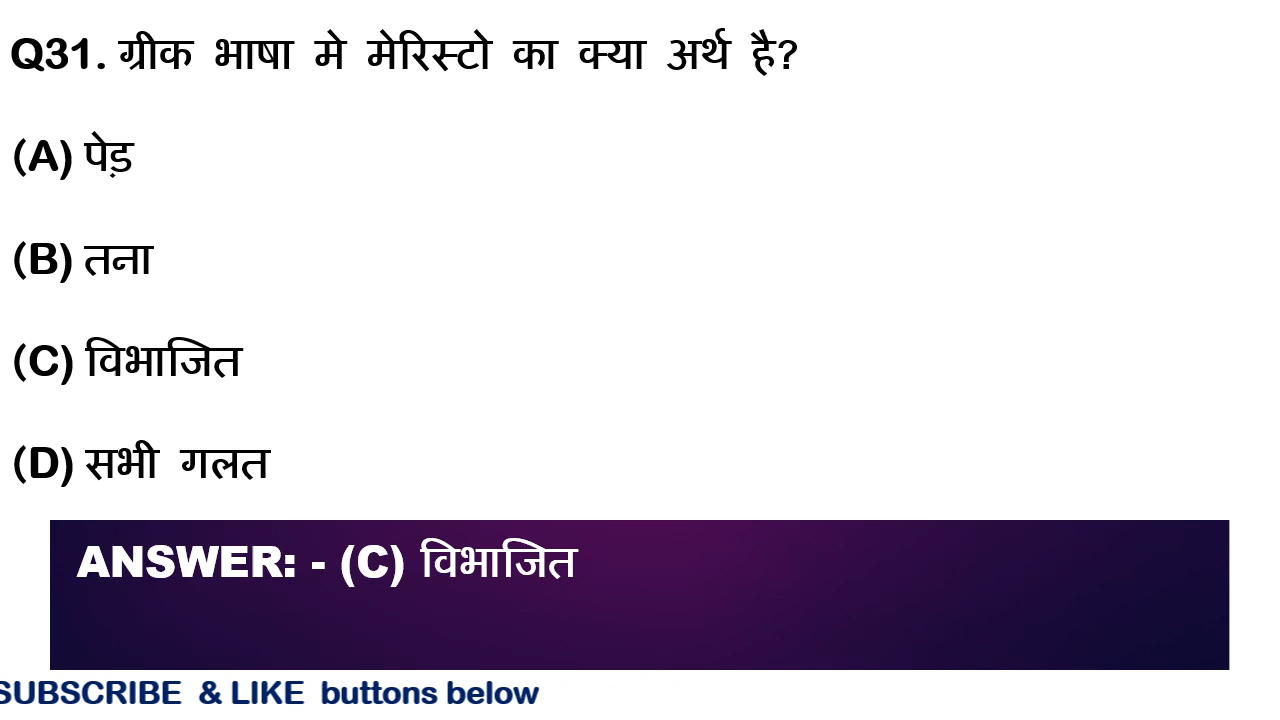 Q31. ग्रीक भाषा मे मेरिस्टो का क्या अर्थ है?
(A) पेड़
(B) तना
(C) विभाजित
(D) सभी गलत
ANSWER: - (C) विभाजित
SUBSCRIBE & LIKE buttons below